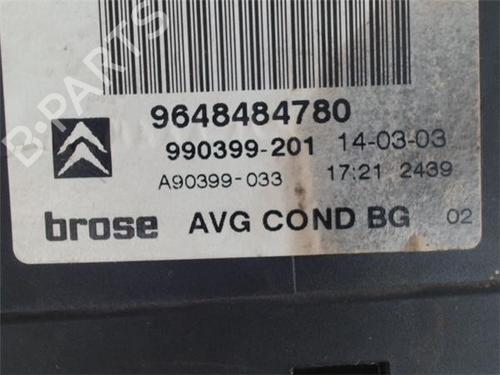 B-PARTS
9648484780
990399-201 14-03-03
A90399-033 17:21 2439
brose AVG COND BG 02